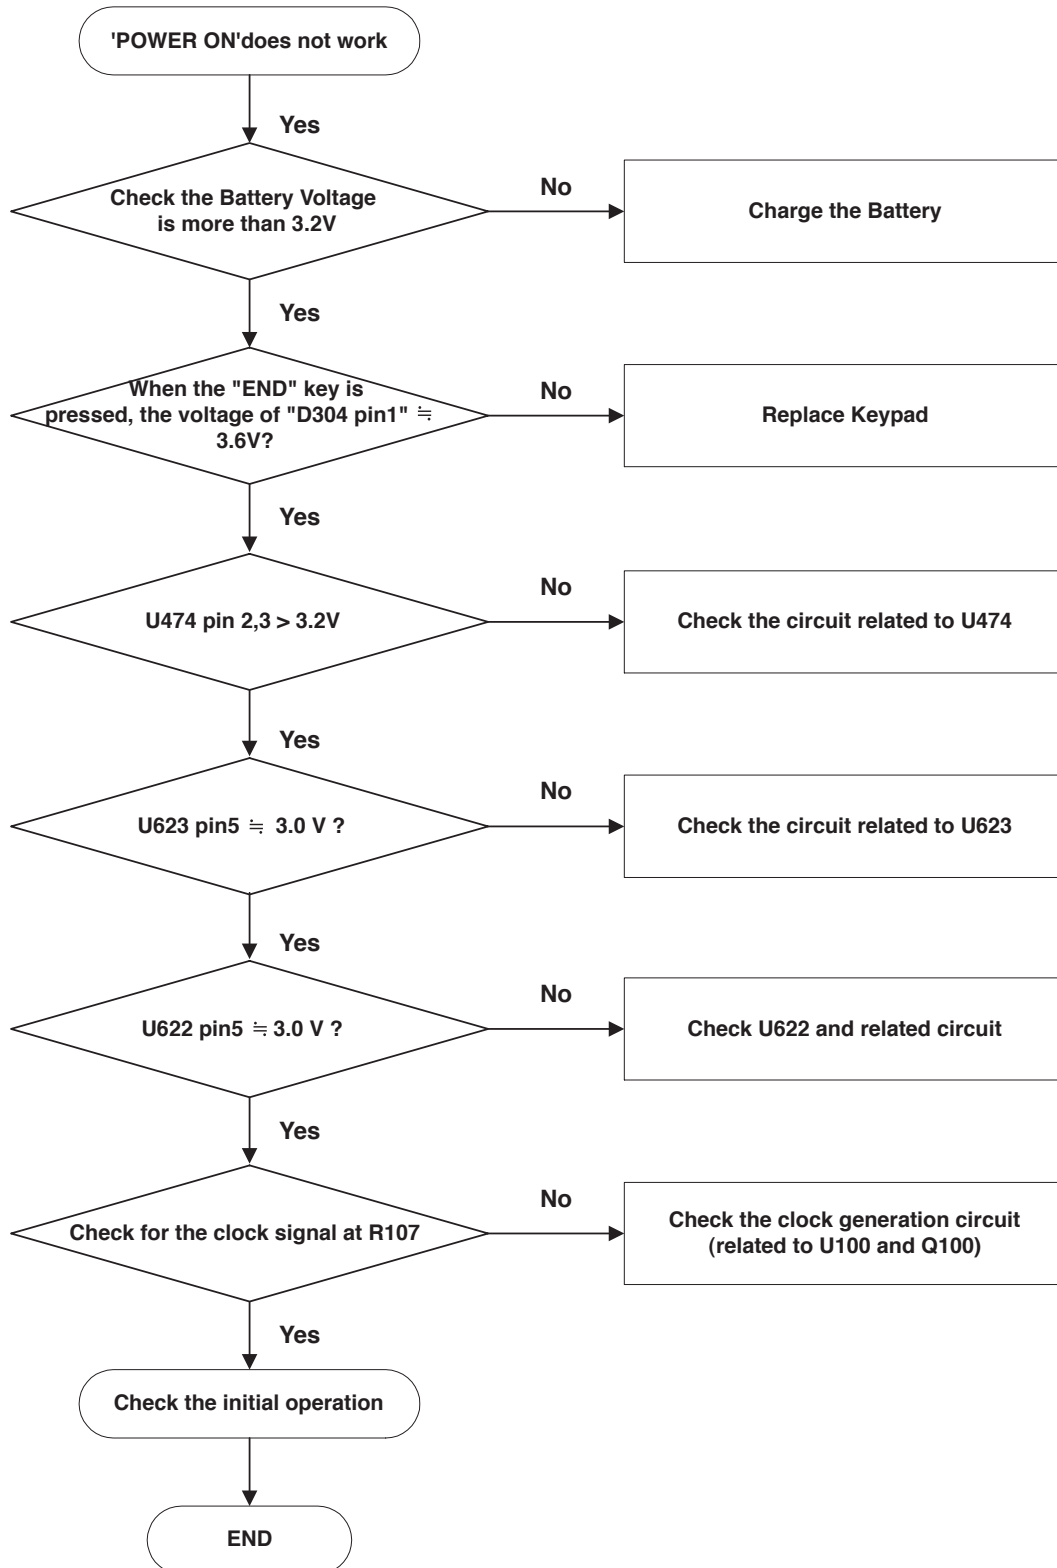 'POWER ON'does not work
Yes
Check the Battery Voltage
is more than 3.2V
No
Charge the Battery
Yes
When the "END" key is
pressed, the voltage of "D304 pin1" ≒
3.6V?
No
Replace Keypad
Yes
U474 pin 2,3 > 3.2V
No
Check the circuit related to U474
Yes
U623 pin5 ≒ 3.0 V ?
No
Check the circuit related to U623
Yes
U622 pin5 ≒ 3.0 V ?
No
Check U622 and related circuit
Yes
Check for the clock signal at R107
No
Check the clock generation circuit
(related to U100 and Q100)
Yes
Check the initial operation
END